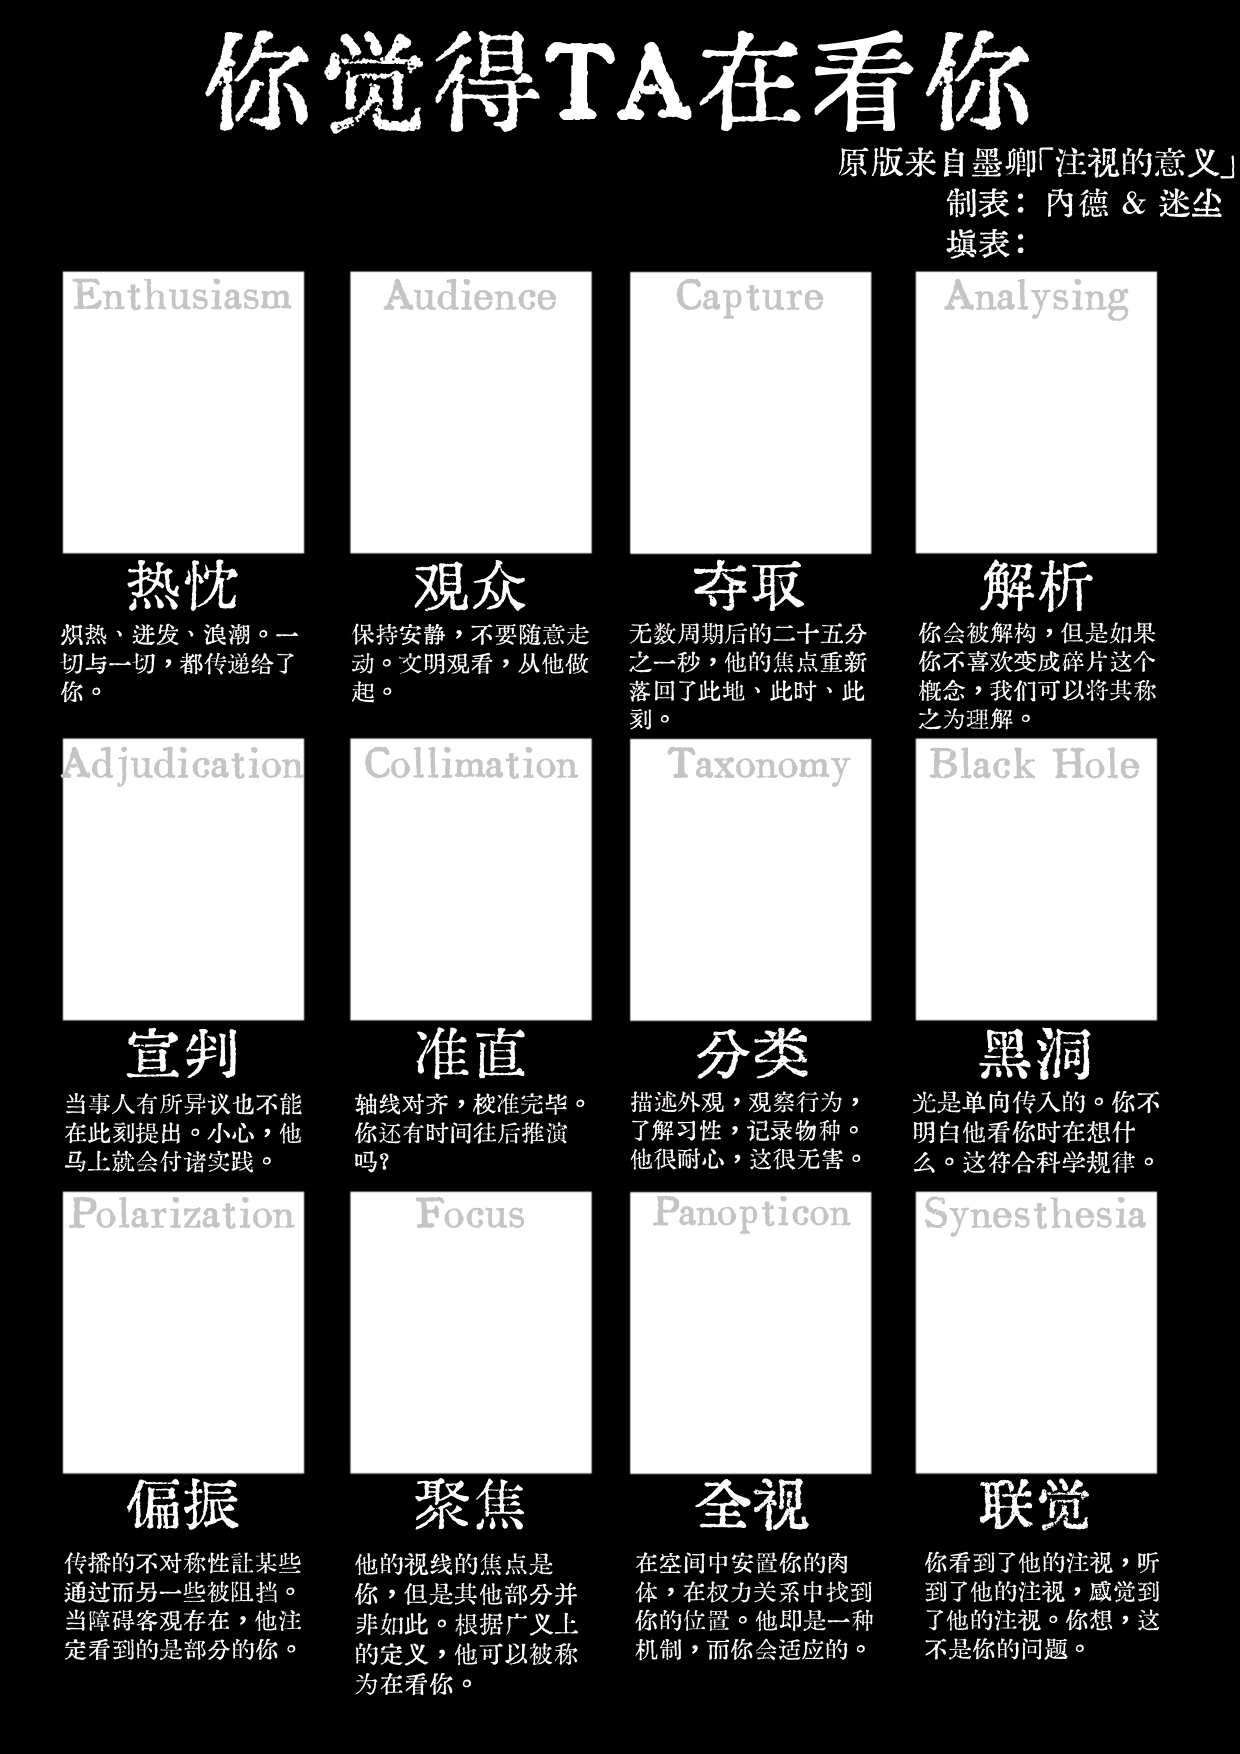 你觉得TA在看你
原版来自墨卿「注视的意义」
制表：内德 & 迷尘
填表：
Enthusiasm
Audience
Capture
Analysing
热忱
观众
夺取
解析
炽热、迸发、浪潮。一
切与一切，都传递给了
你。
保持安静，不要随意走
动。文明观看，从他做
起。
无数周期后的二十五分
之一秒，他的焦点重新
落回了此地、此时、此
刻。
你会被解构，但是如果
你不喜欢变成碎片这个
概念，我们可以将其称
之为理解。
Adjudication
Collimation
Taxonomy
Black Hole
宣判
准直
分类
黑洞
当事人有所异议也不能
在此刻提出。小心，他
马上就会付诸实践。
轴线对齐，校准完毕。
你还有时间往后推演
吗？
描述外观，观察行为，
了解习性，记录物种。
他很耐心，这很无害。
光是单向传入的。你不
明白他看你时在想什
么。这符合科学规律。
Polarization
Focus
Panopticon
Synesthesia
偏振
聚焦
全视
联觉
传播的不对称性让某些
通过而另一些被阻挡。
当障碍客观存在，他注
定看到的是部分的你。
他的视线的焦点是
你，但是其他部分并
非如此。根据广义上
的定义，他可以被称
为在看你。
在空间中安置你的肉
体，在权力关系中找到
你的位置。他即是一种
机制，而你会适应的。
你看到了他的注视，听
到了他的注视，感觉到
了他的注视。你想，这
不是你的问题。